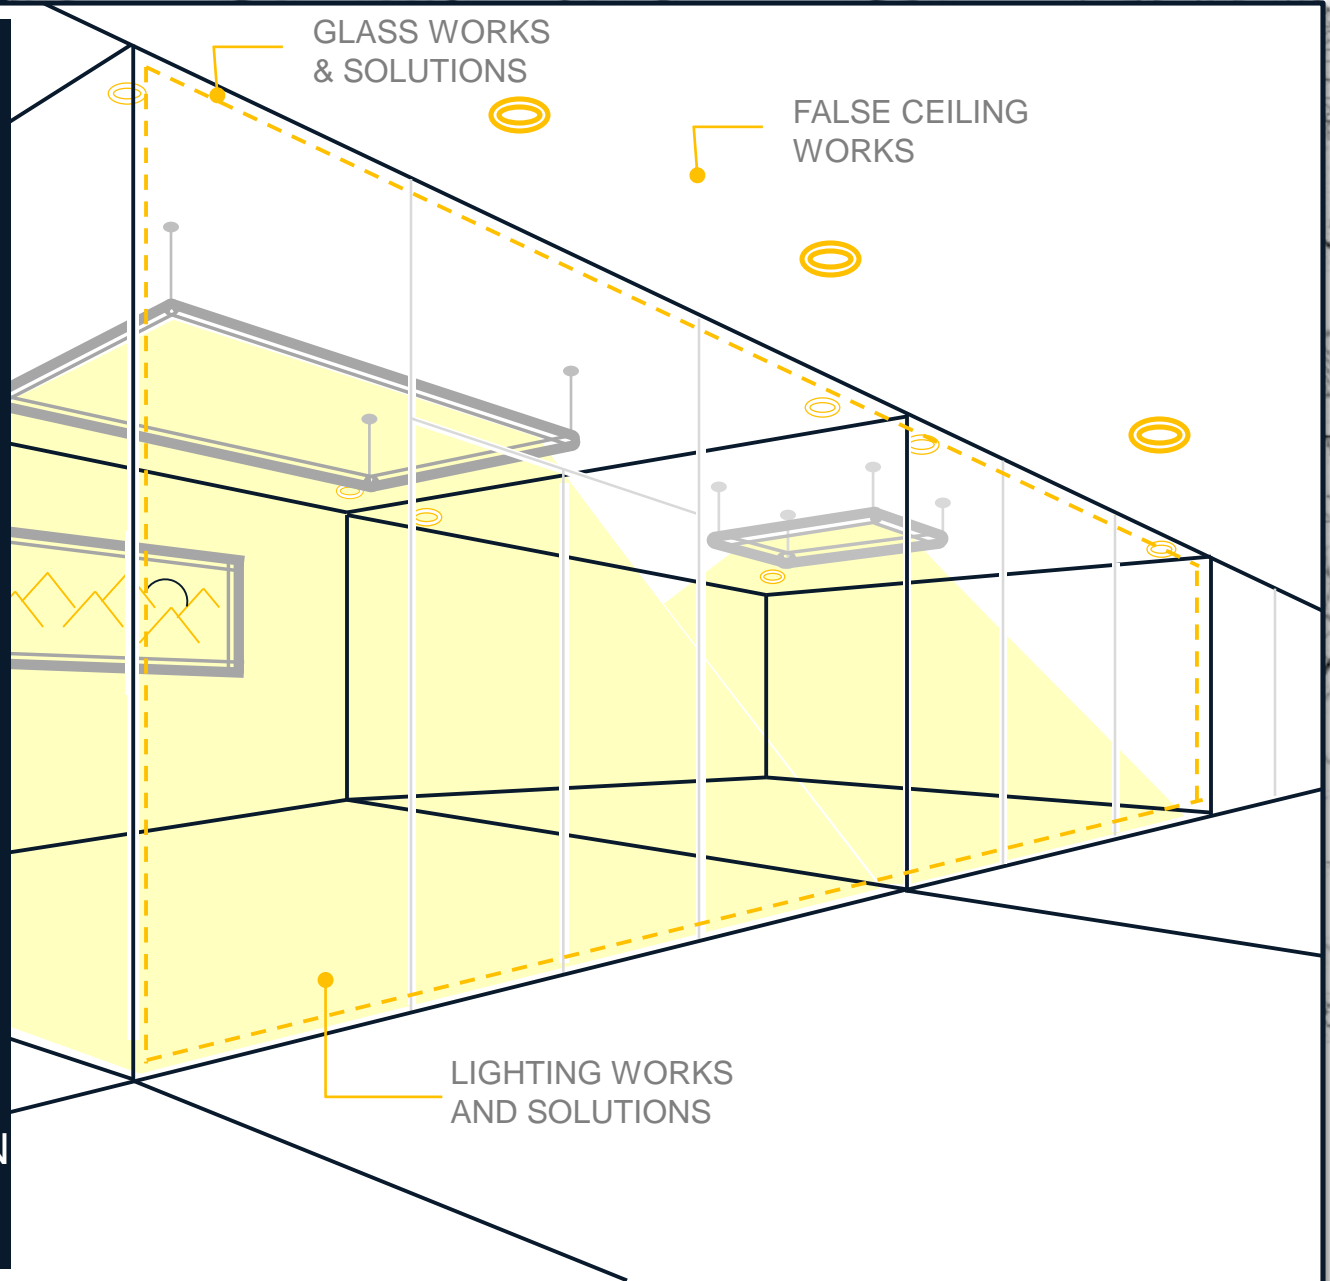 GLASS WORKS
& SOLUTIONS
FALSE CEILING
WORKS
LIGHTING WORKS
AND SOLUTIONS
N